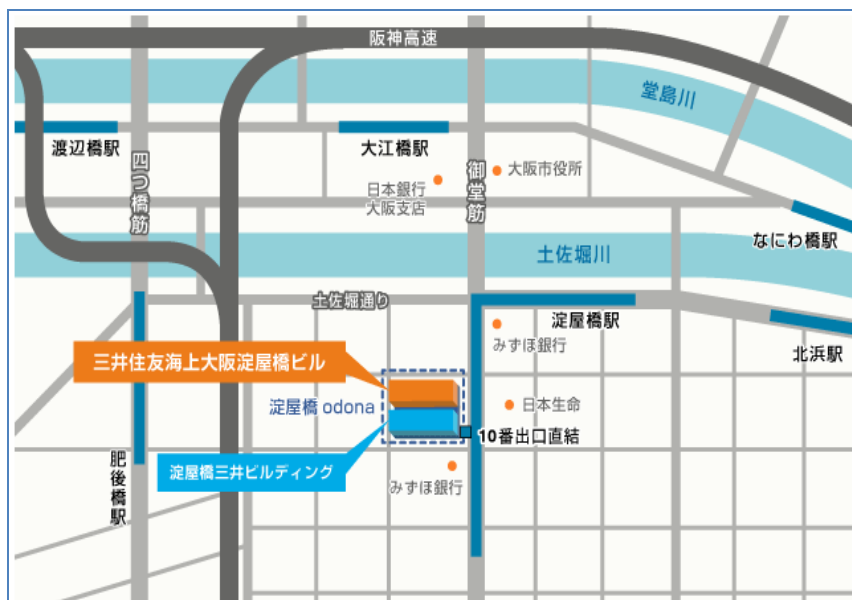 阪神高速
堂島川
渡辺橋駅
四つ橋筋
大江橋駅
御堂筋
大阪市役所
日本銀行
大阪支店
なにわ橋駅
土佐堀川
土佐堀通り
淀屋橋駅
みずほ銀行
北浜駅
三井住友海上大阪淀屋橋ビル
淀屋橋 odona
日本生命
10番出口直結
淀屋橋三井ビルディング
肥後橋駅
みずほ銀行